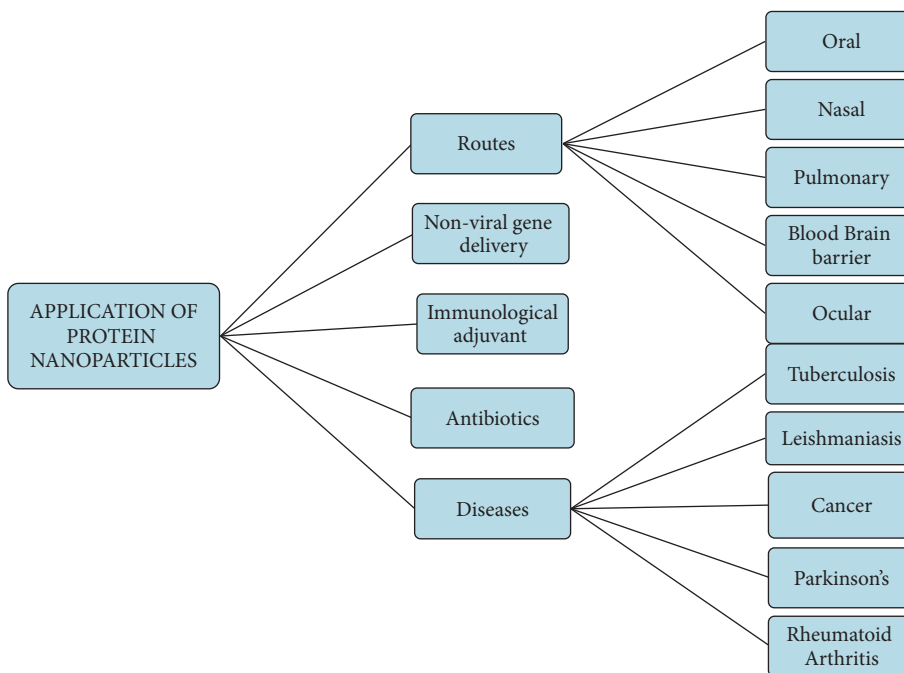 APPLICATION OF
PROTEIN
NANOPARTICLES
Routes
Non-viral gene
delivery
Immunological
adjuvant
Antibiotics
Diseases
Oral
Nasal
Pulmonary
Blood Brain
barrier
Ocular
Tuberculosis
Leishmaniasis
Cancer
Parkinson's
Rheumatoid
Arthritis